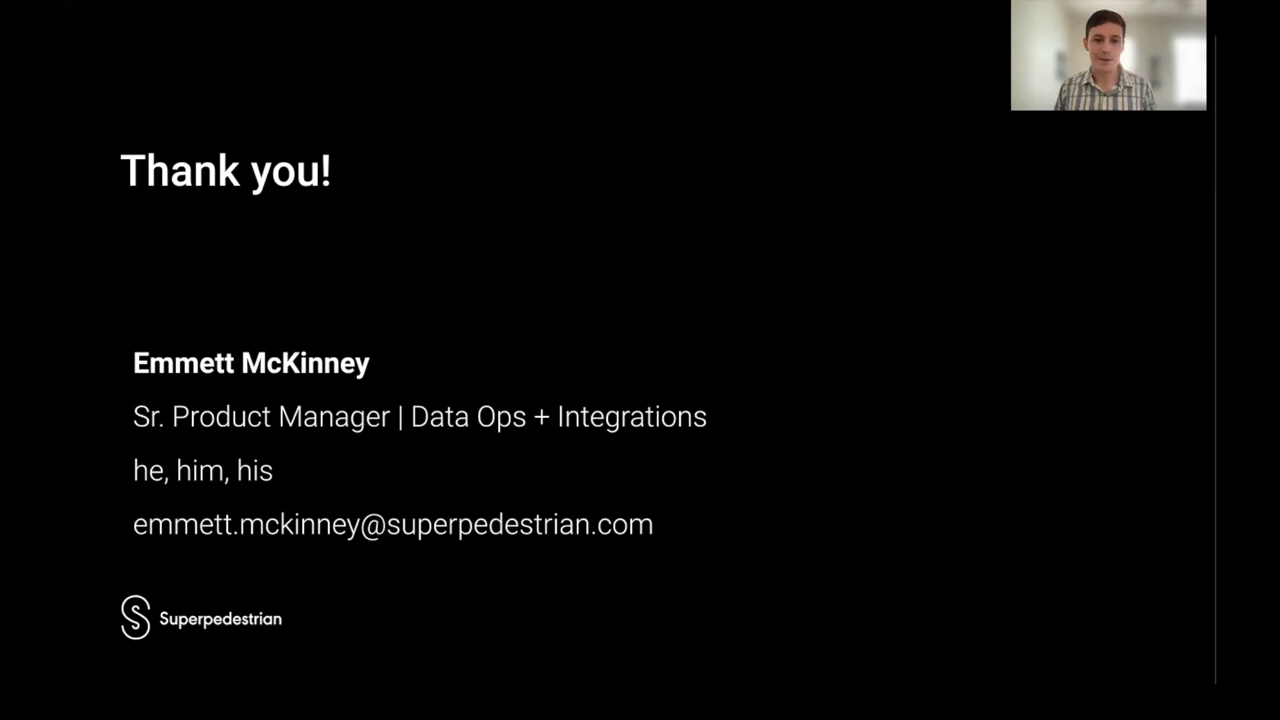 Thank you!
Emmett McKinney
Sr. Product Manager | Data Ops + Integrations
he, him, his
emmett.mckinney@superpedestrian.com
Superpedestrian